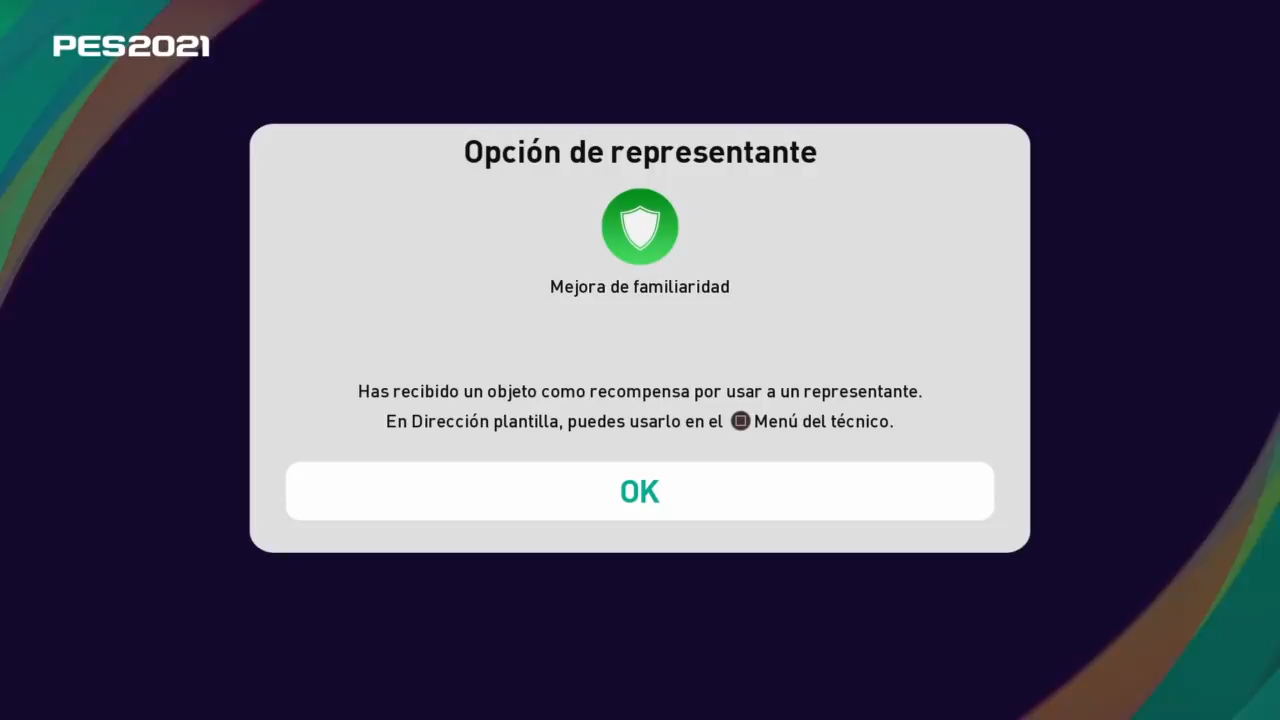 PES2021
Opción de representante
Mejora de familiaridad
Has recibido un objeto como recompensa por usar a un representante.
En Dirección plantilla, puedes usarlo en el Menú del técnico.
OK